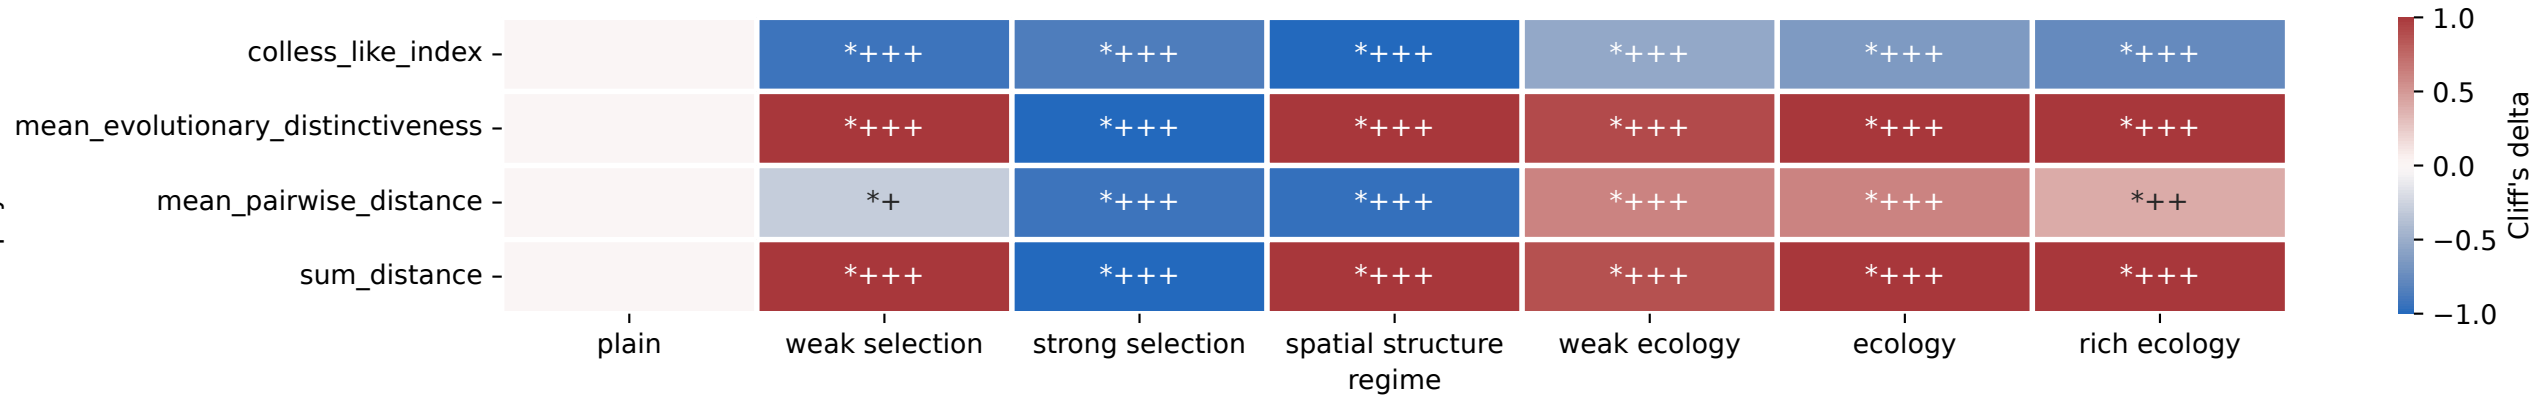 colless_like_index *+++ *+++ *+++ *+++ *+++ *+++
mean_evolutionary_distinctiveness *+++ *+++ *+++ *+++ *+++ *+++
mean_pairwise_distance *+ *+++ *+++ *+++ *+++ *++
sum_distance *+++ *+++ *+++ *+++ *+++ *+++
plain weak selection strong selection spatial structure weak ecology ecology rich ecology
regime
1.0
0.5
0.0
−0.5
−1.0
Cliff's delta